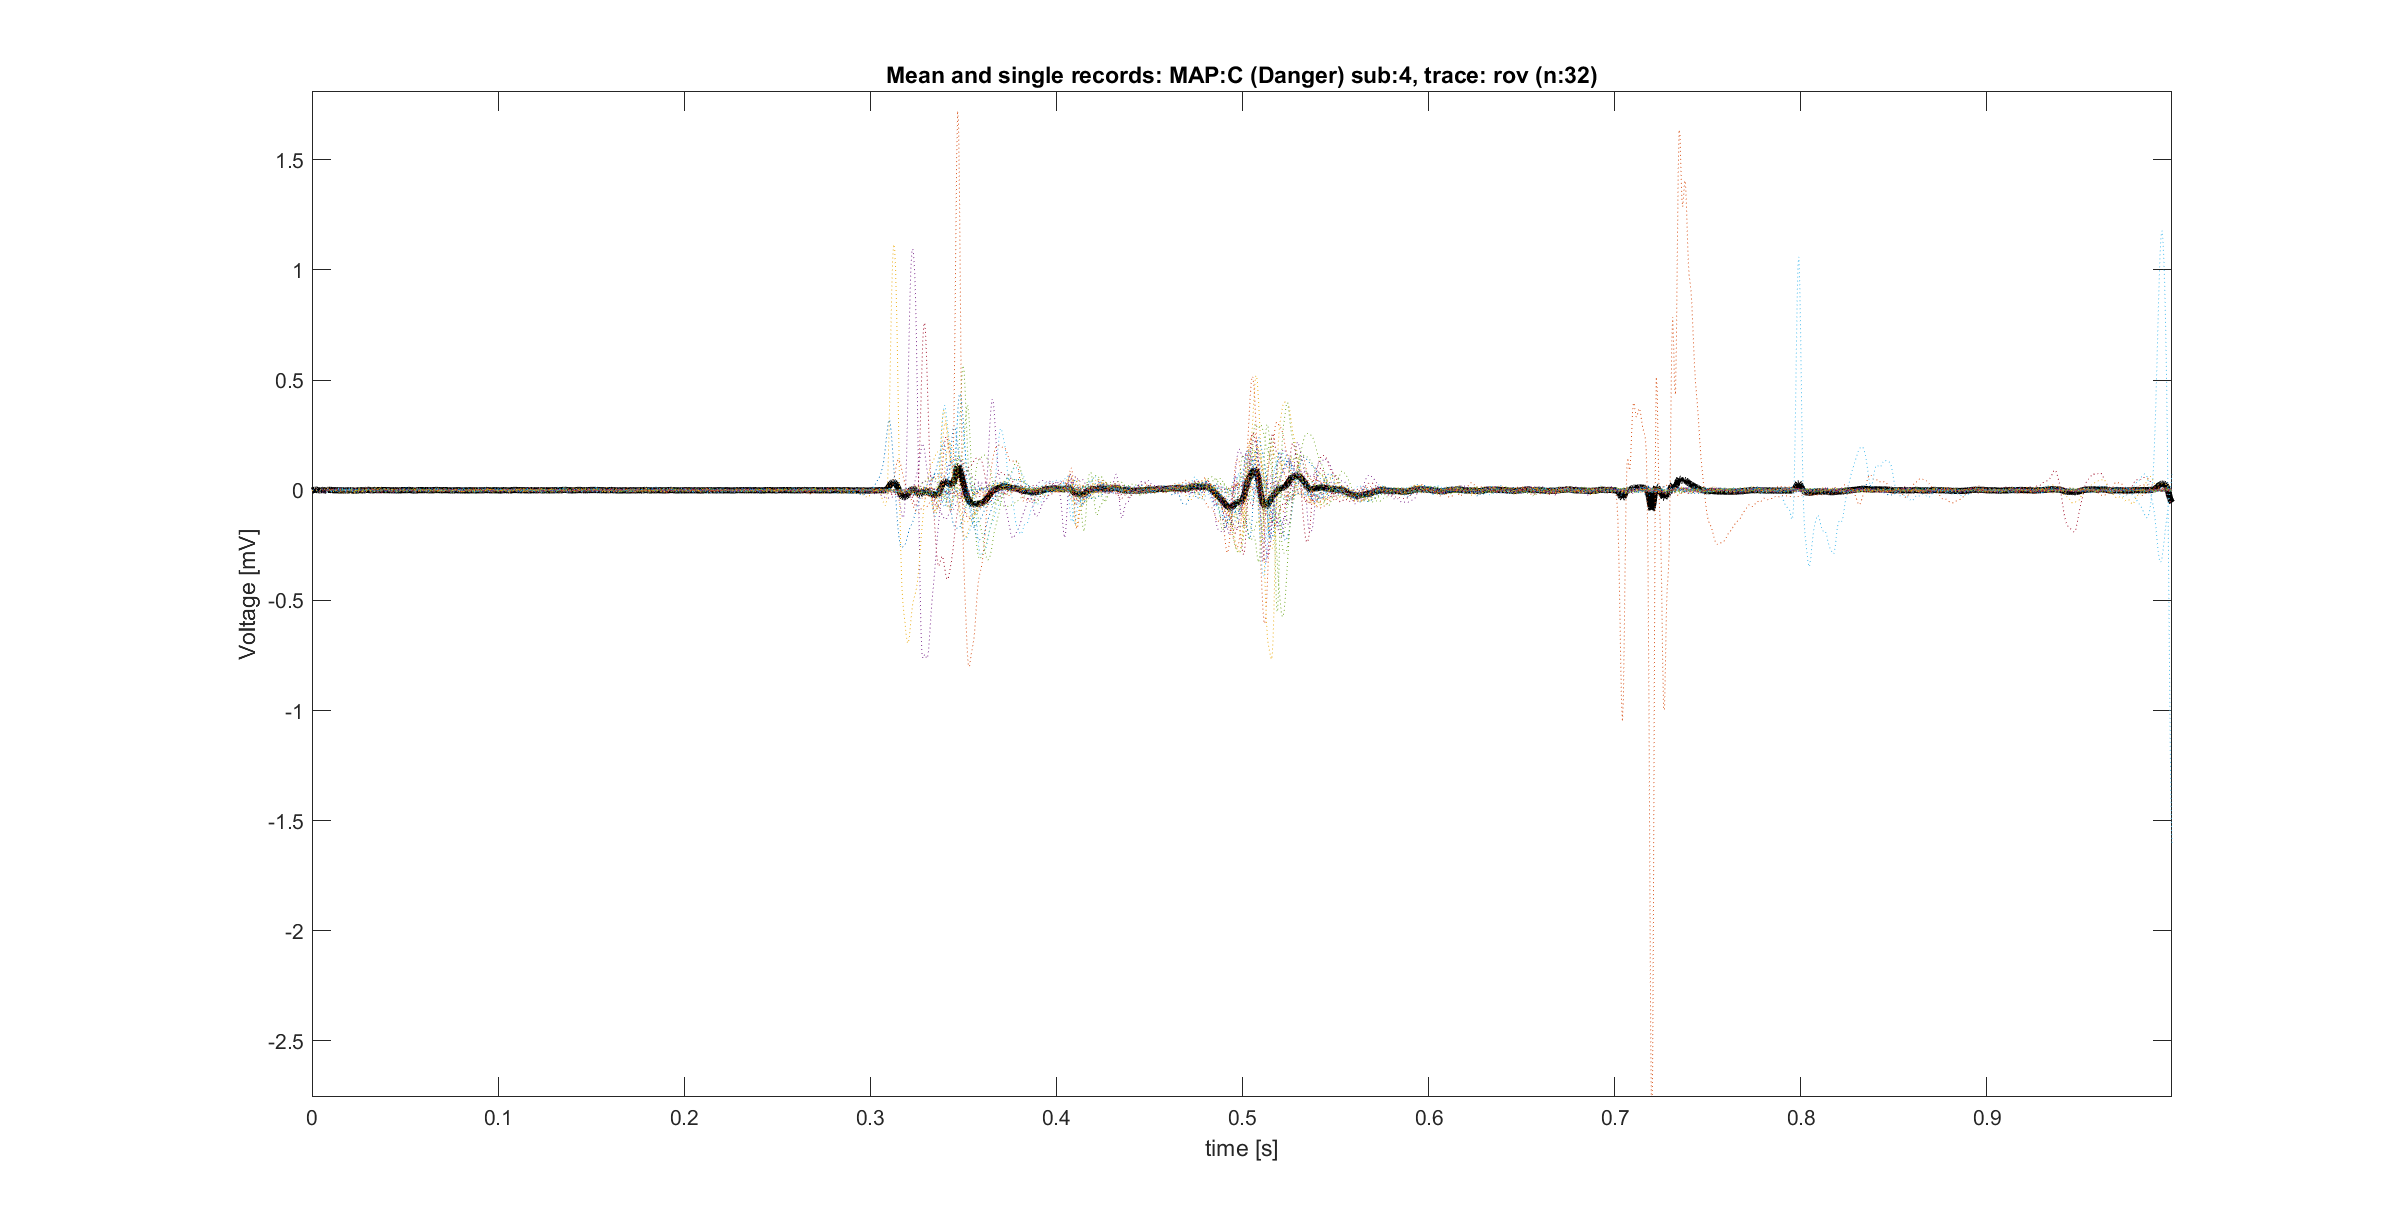 Mean and single records: MAP:C (Danger) sub:4, trace: rov (n:32)
1.5
1
0.5
0
-0.5
-1
-1.5
-2
-2.5
Voltage [mV]
0 0.1 0.2 0.3 0.4 0.5 0.6 0.7 0.8 0.9
time [s]